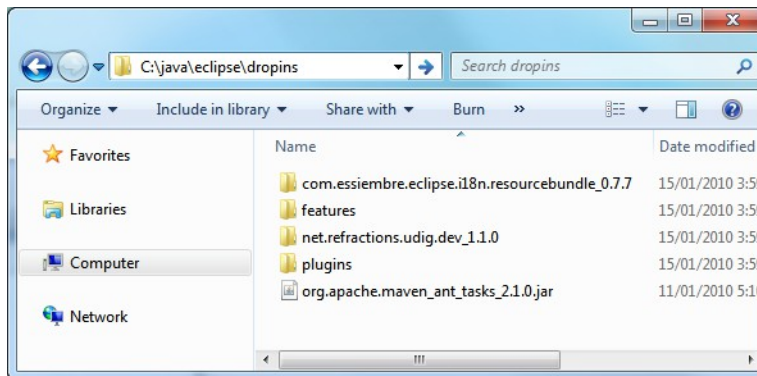 C:\java\eclipse\dropins
Search dropins
Organize
Include in library
Share with
Burn
»
Favorites
Libraries
Computer
Network
Name
Date modified
com.essiembre.eclipse.i18n.resourcebundle_0.7.7
15/01/2010 3:5
features
15/01/2010 3:5
net.refractions.udig.dev_1.1.0
15/01/2010 3:5
plugins
15/01/2010 3:5
org.apache.maven_ant_tasks_2.1.0.jar
11/01/2010 5:1